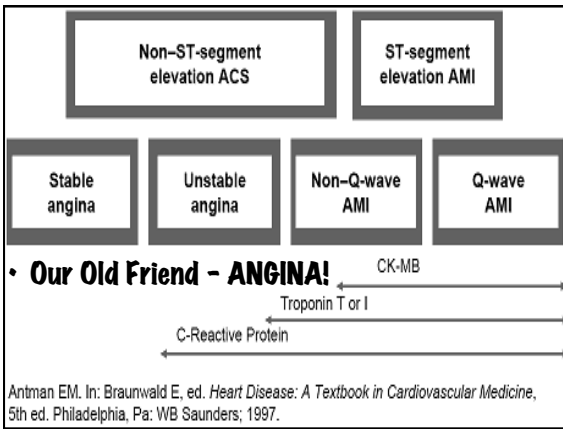 Non–ST-segment
elevation ACS
ST-segment
elevation AMI
Stable
angina
Unstable
angina
Non–Q-wave
AMI
Q-wave
AMI
• Our Old Friend - ANGINA!
CK-MB
Troponin T or I
C-Reactive Protein
Antman EM. In: Braunwald E, ed. Heart Disease: A Textbook in Cardiovascular Medicine,
5th ed. Philadelphia, Pa: WB Saunders; 1997.